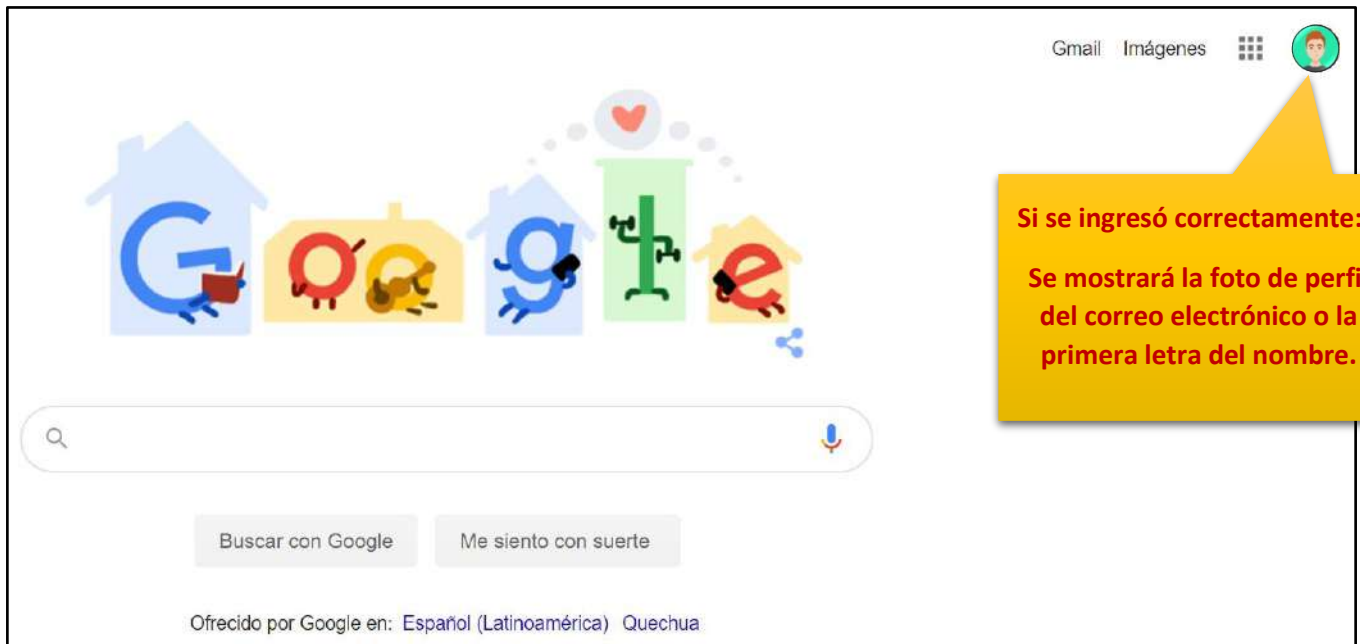 Gmail Imágenes
Google
Si se ingresó correctamente:
Se mostrará la foto de perfi
del correo electrónico o la
primera letra del nombre.
Buscar con Google Me siento con suerte
Ofrecido por Google en: Español (Latinoamérica) Quechua